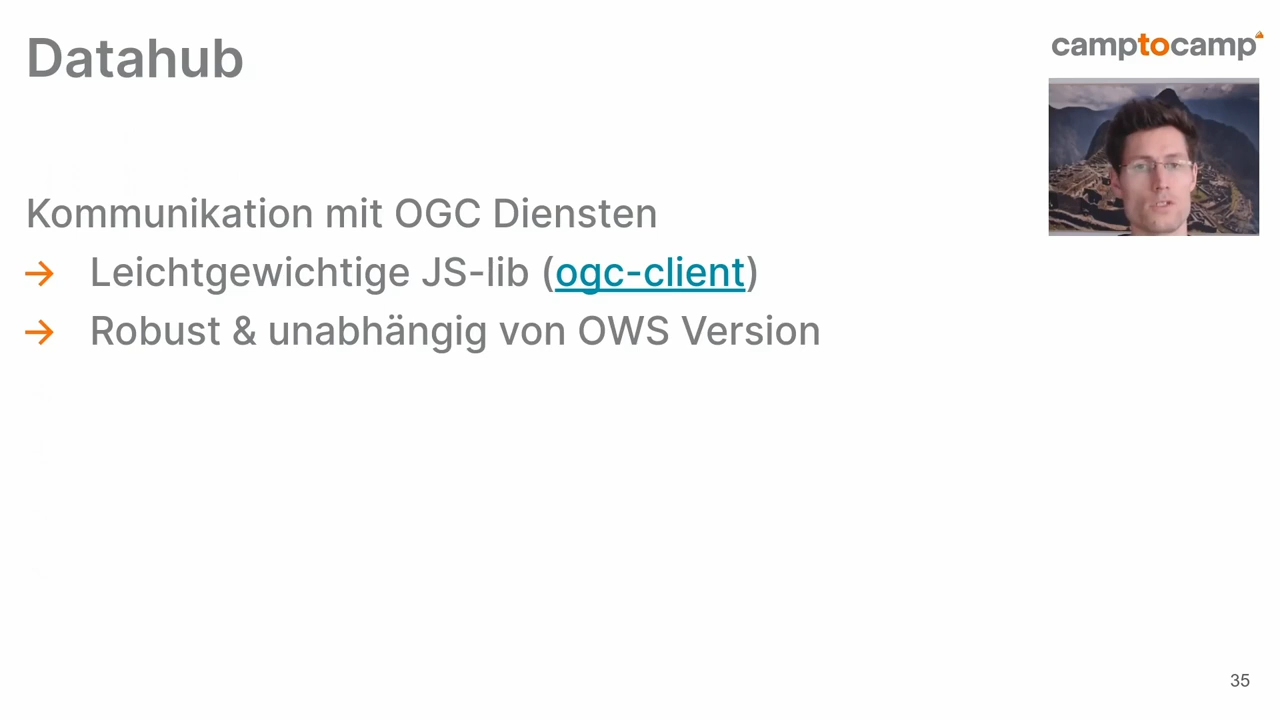 Datahub
camptocamp
Kommunikation mit OGC Diensten
→ Leichtgewichtige JS-lib (ogc-client)
→ Robust & unabhängig von OWS Version
35